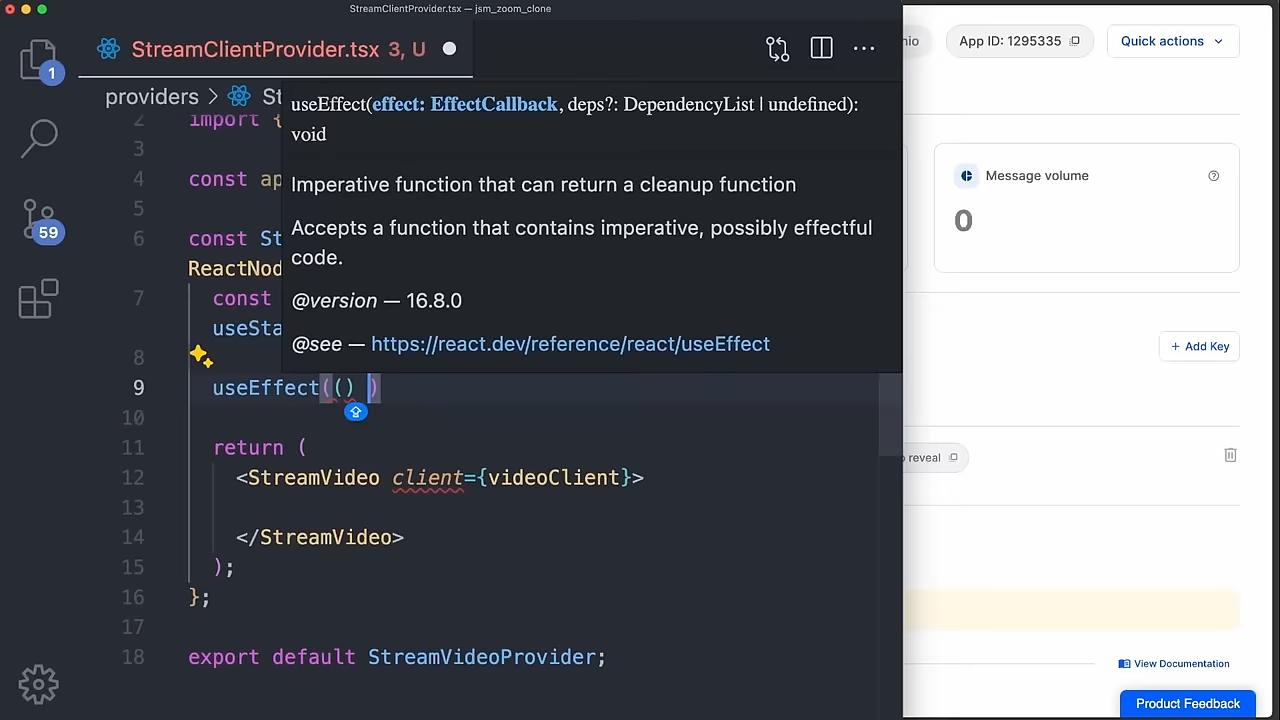 StreamClientProvider.tsx — jsm_zoom_clone
StreamClientProvider.tsx 3, U
App ID: 1295335
Quick actions
1
providers > St
useEffect(effect: EffectCallback, deps?: DependencyList | undefined):
void
2 import {
3
Imperative function that can return a cleanup function
4 const ap
Message volume
5
Accepts a function that contains imperative, possibly effectful
code.
0
59
6 const St
ReactNod
7 const
@version — 16.8.0
useSta
@see — https://react.dev/reference/react/useEffect
+ Add Key
8
9 useEffect(() )
10
11 return (
12 <StreamVideo client={videoClient}>
reveal
13
14 </StreamVideo>
15 );
16 };
17
18 export default StreamVideoProvider;
View Documentation
Product Feedback